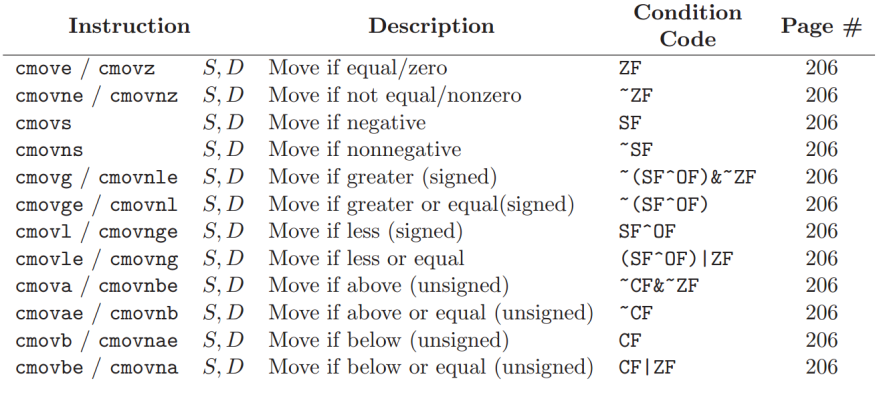 Instruction Description Condition Code Page #
cmove / cmovz S, D Move if equal/zero ZF 206
cmovne / cmovnz S, D Move if not equal/nonzero ~ZF 206
cmovs S, D Move if negative SF 206
cmovns S, D Move if nonnegative ~SF 206
cmovg / cmovnle S, D Move if greater (signed) ~(SF^OF)&~ZF 206
cmovge / cmovnl S, D Move if greater or equal(signed) ~(SF^OF) 206
cmovl / cmovnge S, D Move if less (signed) SF^OF 206
cmovle / cmovng S, D Move if less or equal (SF^OF)|ZF 206
cmova / cmovnbe S, D Move if above (unsigned) ~CF&~ZF 206
cmovae / cmovnb S, D Move if above or equal (unsigned) ~CF 206
cmovb / cmovnae S, D Move if below (unsigned) CF 206
cmovbe / cmovna S, D Move if below or equal (unsigned) CF|ZF 206